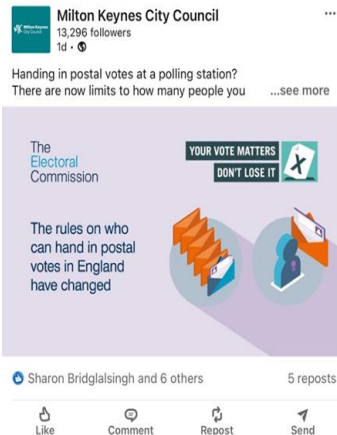 Milton Keynes City Council
13,296 followers
1d •
Handing in postal votes at a polling station?
There are now limits to how many people you ...see more
The
Electoral
Commission
YOUR VOTE MATTERS
DON'T LOSE IT
X
The rules on who
can hand in postal
votes in England
have changed
Sharon Bridglalsingh and 6 others
5 reposts
Like
Comment
Repost
Send